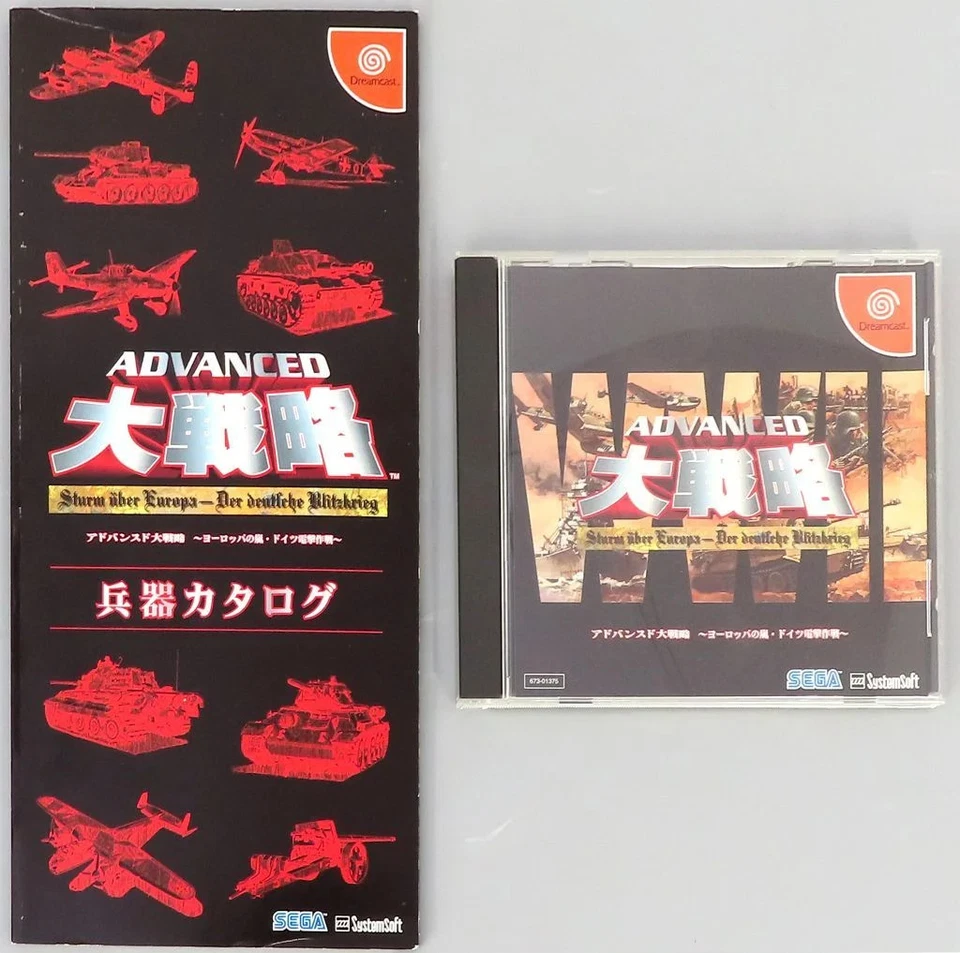 Dreamcast
ADVANCED
大戦略™
Sturm über Europa—Der deutſche Blitzkrieg
アドバンスド大戦略 ～ヨーロッパの嵐・ドイツ電撃作戦～
兵器カタログ
SEGA SystemSoft
Dreamcast
WWII
ADVANCED
大戦略
Sturm über Europa—Der deutſche Blitzkrieg
アドバンスド大戦略 ～ヨーロッパの嵐・ドイツ電撃作戦～
673-01375
SEGA SystemSoft